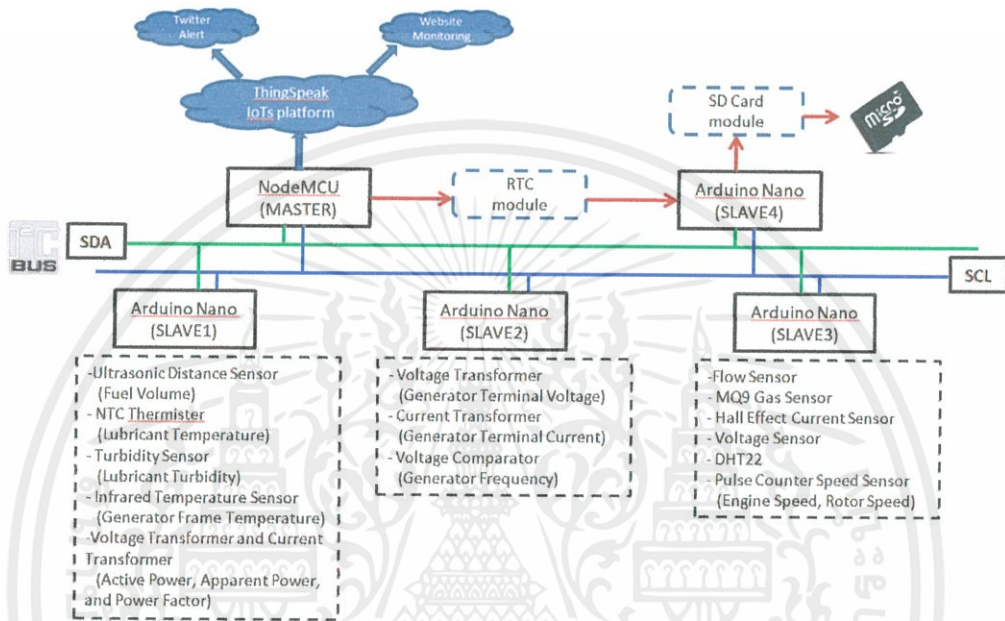 Twitter
Alert
Website
Monitoring
ThingSpeak
IoTs platform
SD Card
module
micro
SD
NodeMCU
(MASTER)
RTC
module
Arduino Nano
(SLAVE4)
I2C
BUS
SDA
SCL
Arduino Nano
(SLAVE1)
Arduino Nano
(SLAVE2)
Arduino Nano
(SLAVE3)
-Ultrasonic Distance Sensor
(Fuel Volume)
- NTC Thermister
(Lubricant Temperature)
- Turbidity Sensor
(Lubricant Turbidity)
- Infrared Temperature Sensor
(Generator Frame Temperature)
-Voltage Transformer and Current
Transformer
(Active Power, Apparent Power,
and Power Factor)
- Voltage Transformer
(Generator Terminal Voltage)
- Current Transformer
(Generator Terminal Current)
- Voltage Comparator
(Generator Frequency)
-Flow Sensor
- MQ9 Gas Sensor
- Hall Effect Current Sensor
- Voltage Sensor
- DHT22
- Pulse Counter Speed Sensor
(Engine Speed, Rotor Speed)